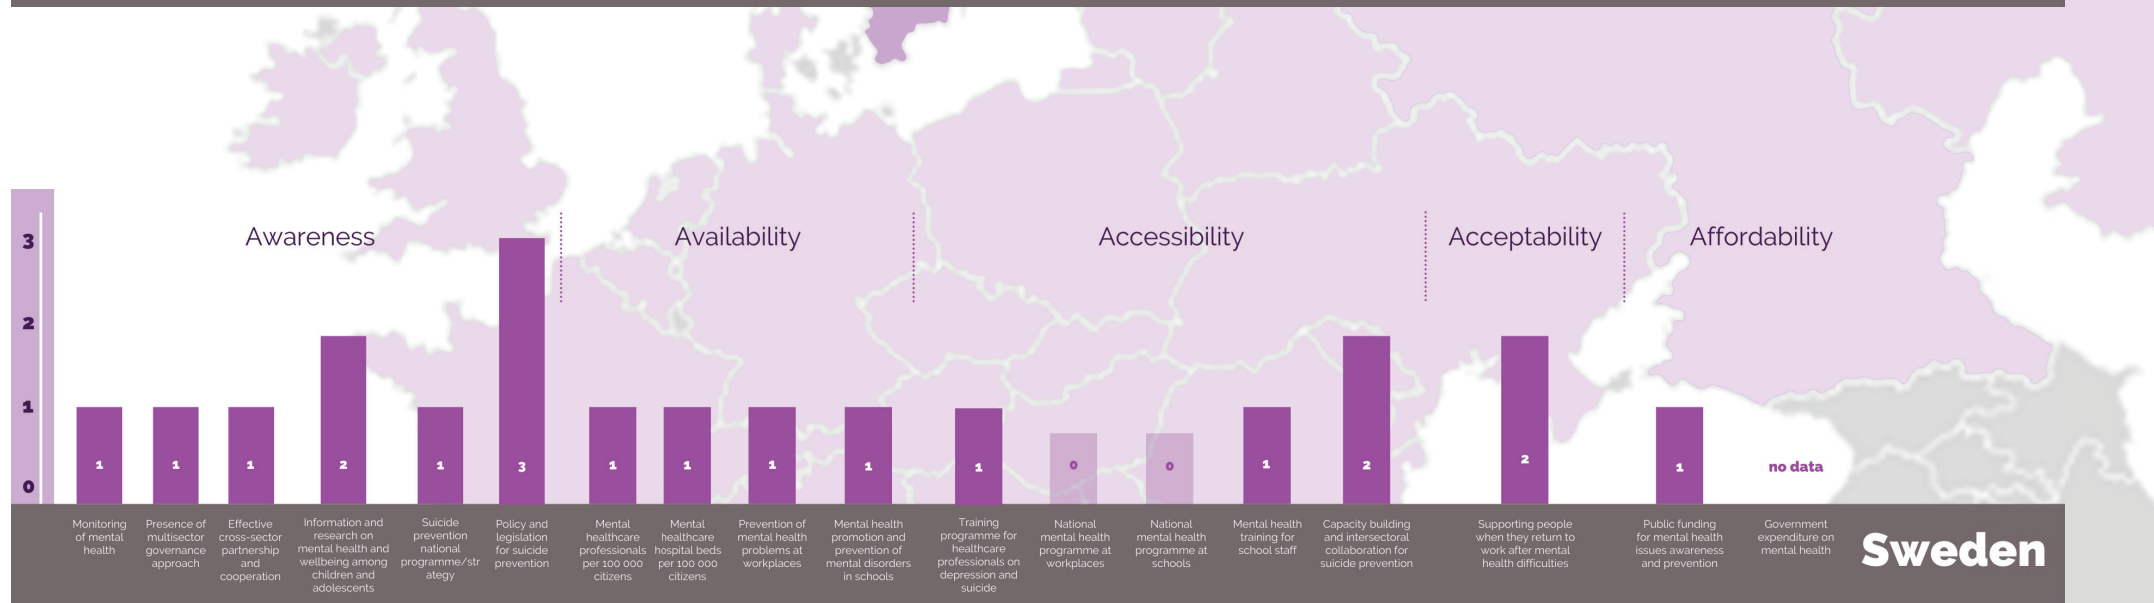 Awareness
Availability
Accessibility
Acceptability
Affordability
3
2
1
0
1
1
1
2
1
3
1
1
1
1
1
0
0
1
2
2
1
no data
Monitoring
of mental
health
Presence of
multisector
governance
approach
Effective
cross-sector
partnership
and
cooperation
Information and
research on
mental health and
wellbeing among
children and
adolescents
Suicide
prevention
national
programme/str
ategy
Policy and
legislation
for suicide
prevention
Mental
healthcare
professionals
per 100 000
citizens
Mental
healthcare
hospital beds
per 100 000
citizens
Prevention of
mental health
problems at
workplaces
Mental health
promotion and
prevention of
mental disorders
in schools
Training
programme for
healthcare
professionals on
depression and
suicide
National
mental health
programme at
workplaces
National
mental health
programme at
schools
Mental health
training for
school staff
Capacity building
and intersectoral
collaboration for
suicide prevention
Supporting people
when they return to
work after mental
health difficulties
Public funding
for mental health
issues awareness
and prevention
Government
expenditure on
mental health
Sweden